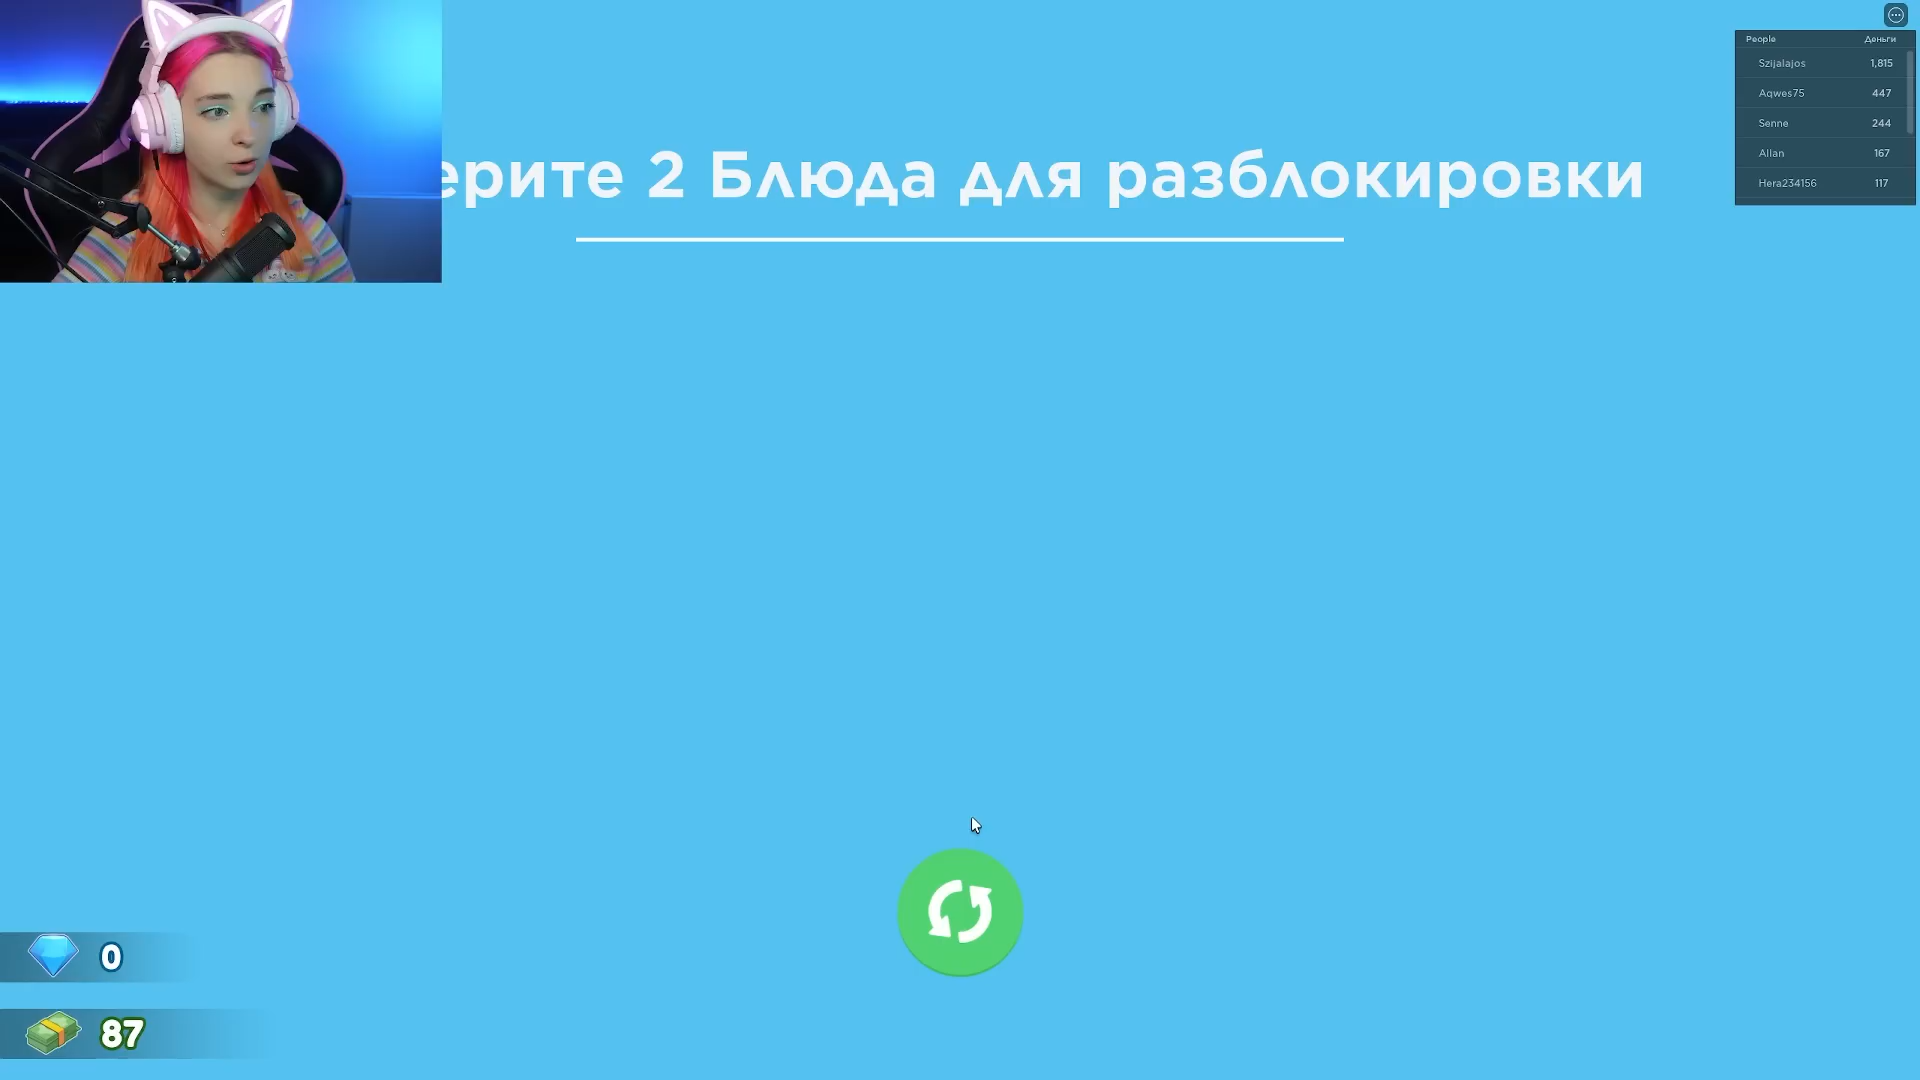 People Деньги
Szijalajos 1,815
Aqwes75 447
Senne 244
Allan 167
Hera234156 117
ерите 2 Блюда для разблокировки
0
87